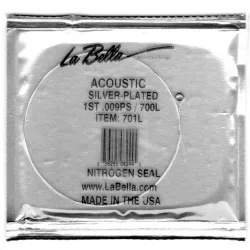 La Bella
ACOUSTIC
SILVER-PLATED
1ST .009PS / 700L
ITEM: 701L
NITROGEN SEAL
www.LaBella.com
MADE IN THE USA